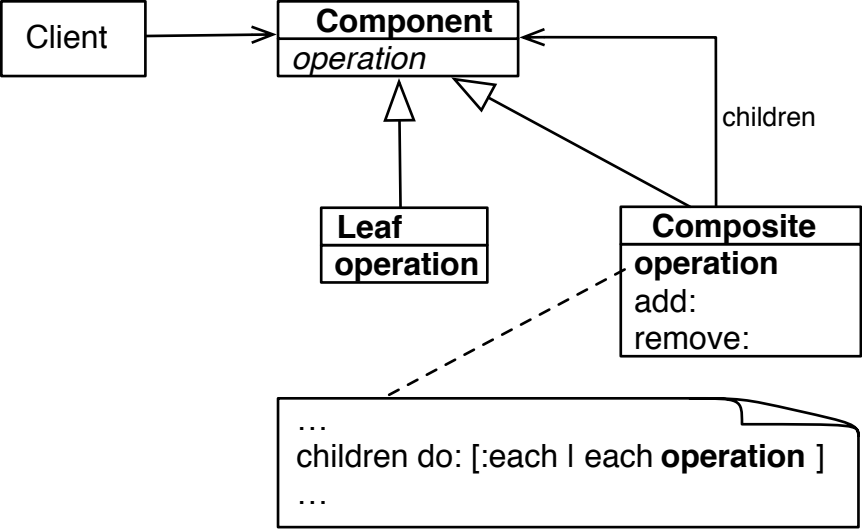 Client
Component
operation
children
Leaf
operation
Composite
operation
add:
remove:
…
children do: [:each | each operation ]
…